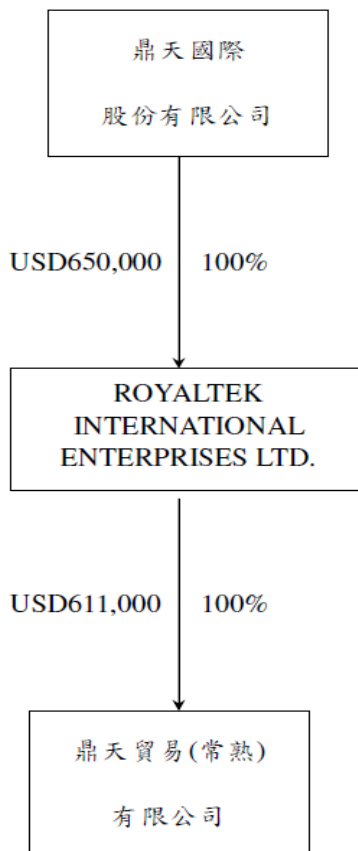 鼎天國際
股份有限公司
USD650,000 100%
ROYALTEK
INTERNATIONAL
ENTERPRISES LTD.
USD611,000 100%
鼎天貿易(常熟)
有限公司